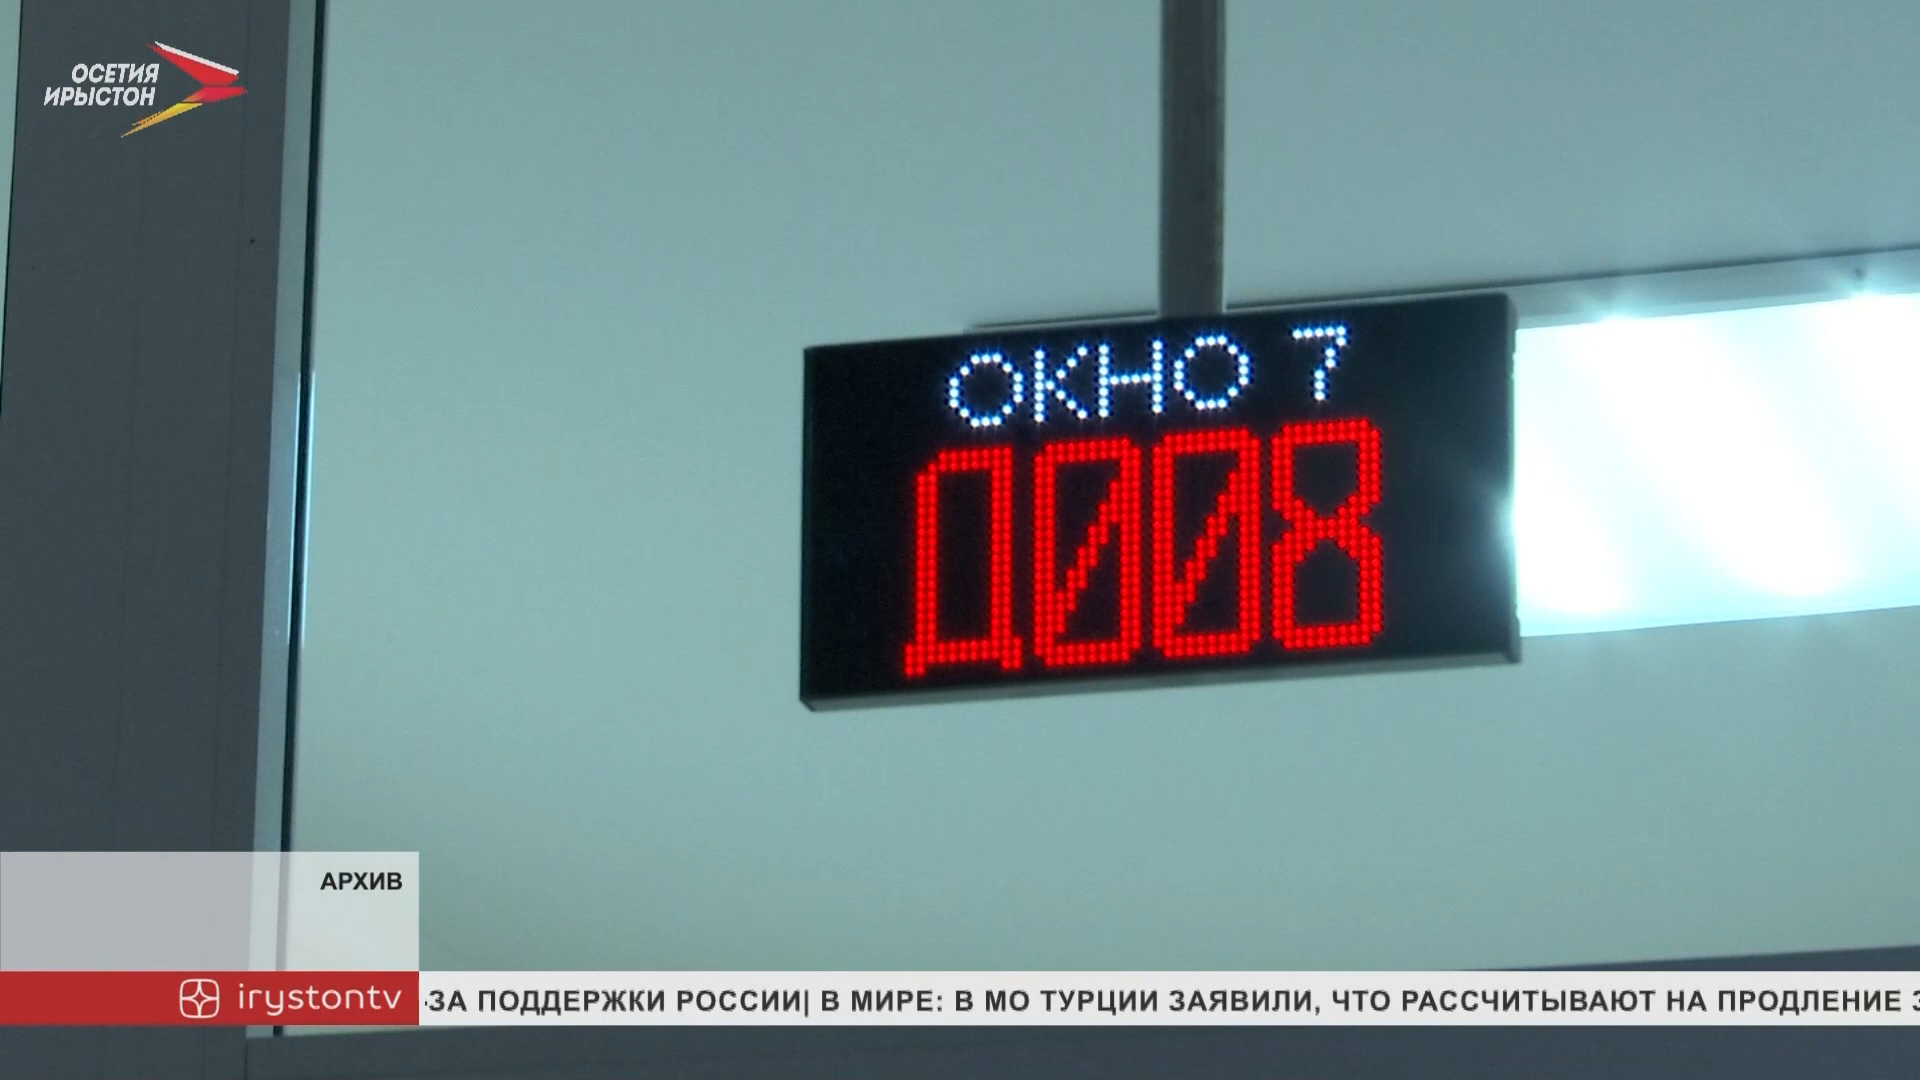 ОСЕТИЯ
ИРЫСТОН
ОКНО 7
Д008
АРХИВ
irystontv
-ЗА ПОДДЕРЖКИ РОССИИ| В МИРЕ: В МО ТУРЦИИ ЗАЯВИЛИ, ЧТО РАССЧИТЫВАЮТ НА ПРОДЛЕНИЕ